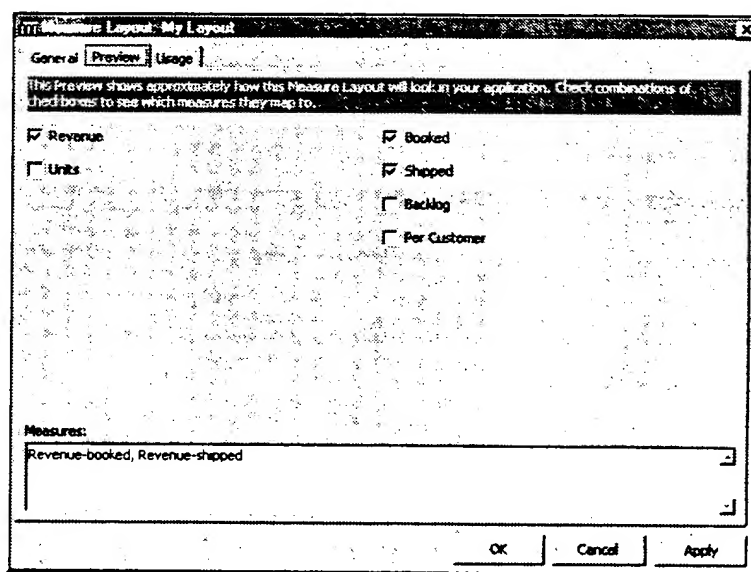 Measure Layout: My Layout
General Preview Usage
This Preview shows approximately how this Measure Layout will look in your application. Check combinations of
checkboxes to see which measures they map to.
Revenue Booked
Units Shipped
Backlog
Per Customer
Measures:
Revenue-booked, Revenue-shipped
OK Cancel Apply